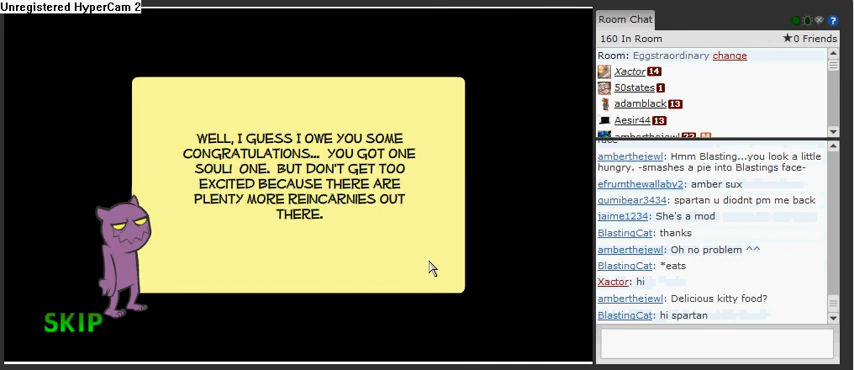 Unregistered HyperCam 2
WELL, I GUESS I OWE YOU SOME
CONGRATULATIONS... YOU GOT ONE
SOUL! ONE. BUT DON'T GET TOO
EXCITED BECAUSE THERE ARE
PLENTY MORE REINCARNIES OUT
THERE.
SKIP
Room Chat
160 In Room
★0 Friends
Room: Eggstraordinary change
Xactor 14
50states 1
adamblack 13
Aesir44 13
amberthejewl 22 M
amberthejewl: Hmm Blasting...you look a little
hungry. -smashes a pie into Blastings face-
efrumthewallaby2: amber sux
gumibear3434: spartan u diodnt pm me back
jaime1234: She's a mod
BlastingCat: thanks
amberthejewl: Oh no problem ^^
BlastingCat: *eats
Xactor: hi
amberthejewl: Delicious kitty food?
BlastingCat: hi spartan